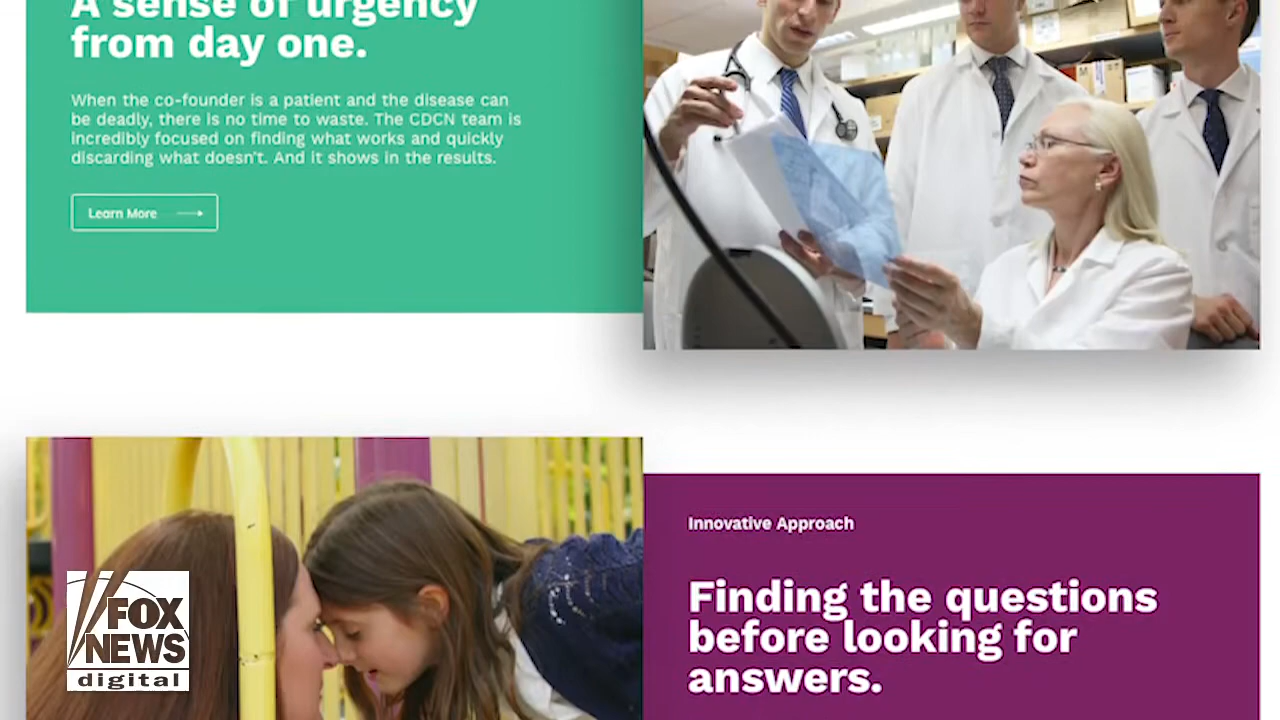 A sense of urgency
from day one.
When the co-founder is a patient and the disease can
be deadly, there is no time to waste. The CDCN team is
incredibly focused on finding what works and quickly
discarding what doesn't. And it shows in the results.
Learn More
Innovative Approach
Finding the questions
before looking for
answers.
FOX
NEWS
digital